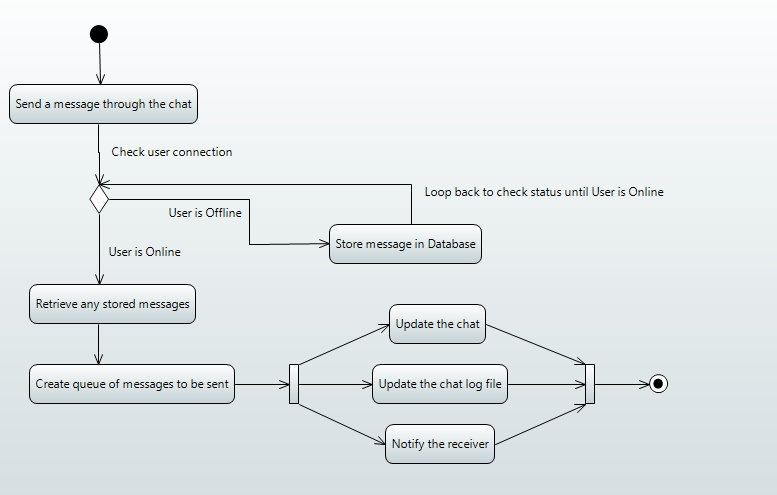 Send a message through the chat
Check user connection
Loop back to check status until User is Online
User is Offline
Store message in Database
User is Online
Retrieve any stored messages
Update the chat
Create queue of messages to be sent
Update the chat log file
Notify the receiver